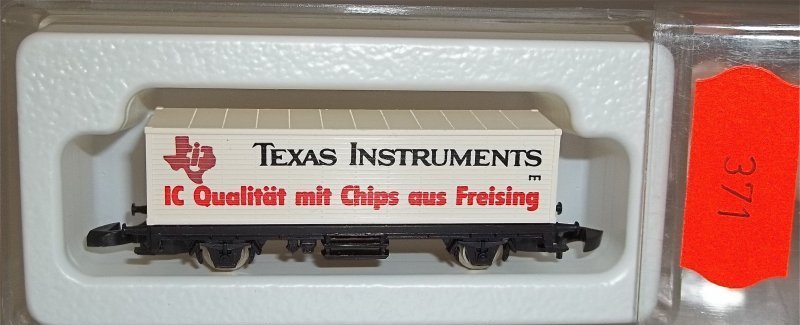 TEXAS INSTRUMENTS
E
IC Qualität mit Chips aus Freising
371